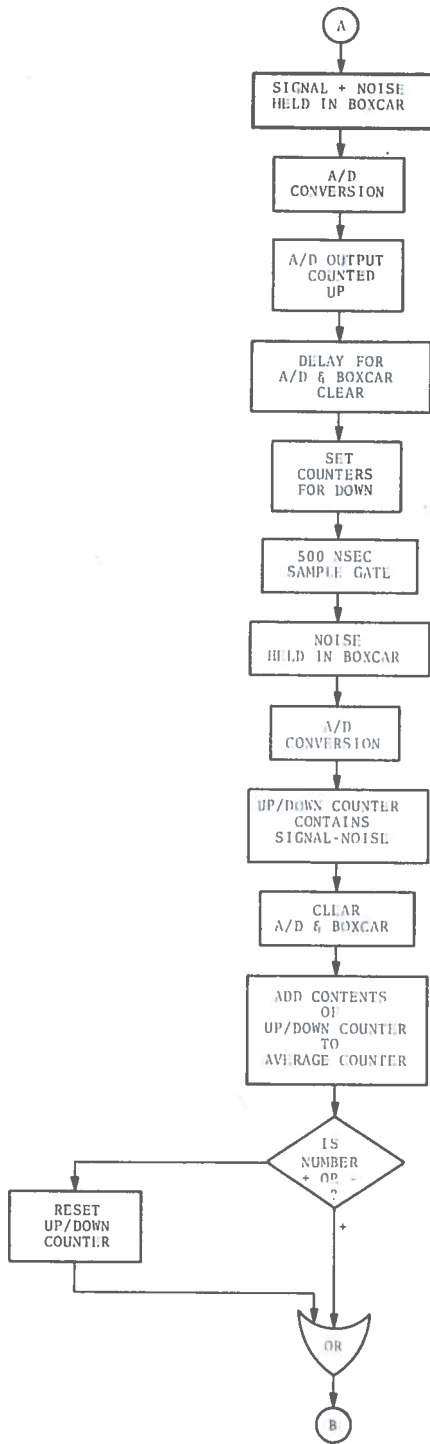 A
SIGNAL + NOISE
HELD IN BOXCAR
A/D
CONVERSION
A/D OUTPUT
COUNTED
UP
DELAY FOR
A/D & BOXCAR
CLEAR
SET
COUNTERS
FOR DOWN
500 NSEC
SAMPLE GATE
NOISE
HELD IN BOXCAR
A/D
CONVERSION
UP/DOWN COUNTER
CONTAINS
SIGNAL-NOISE
CLEAR
A/D & BOXCAR
ADD CONTENTS
OF
UP/DOWN COUNTER
TO
AVERAGE COUNTER
IS
NUMBER
+ OR -
?
RESET
UP/DOWN
COUNTER
+
OR
B